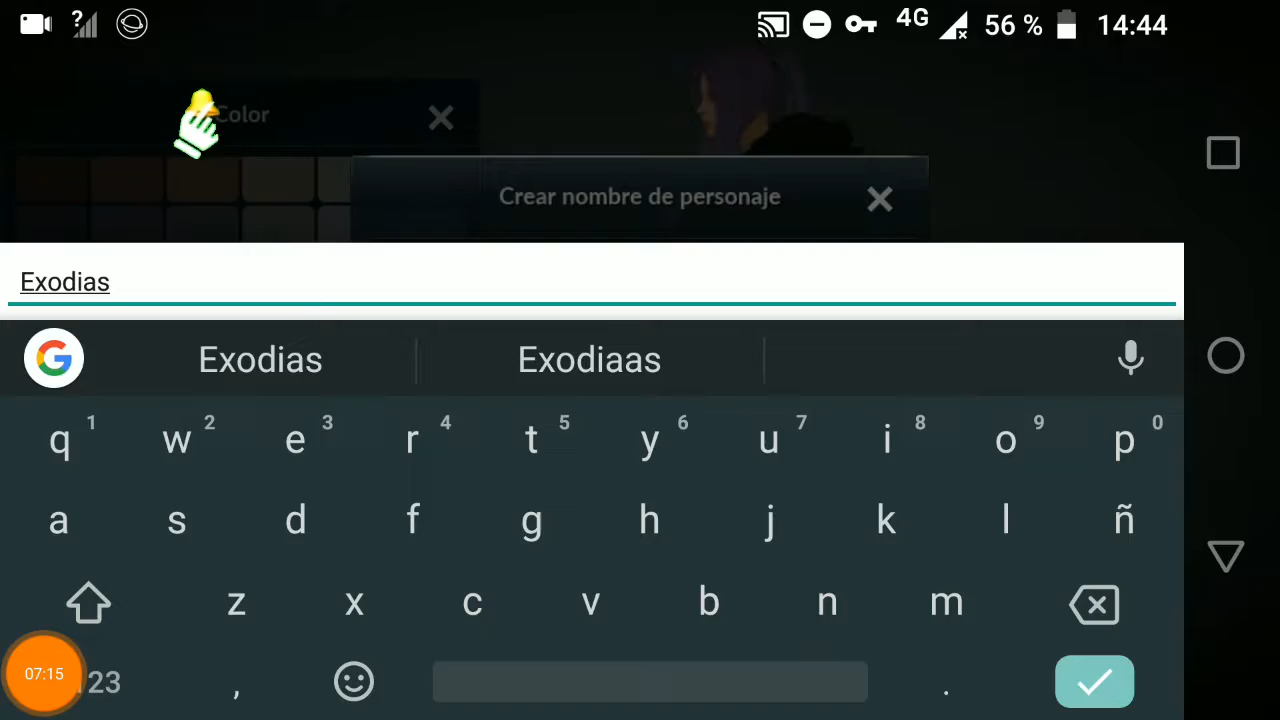 4G 56 % 14:44
Color
Crear nombre de personaje
Exodias
Exodias Exodiaas
q 1 w 2 e 3 r 4 t 5 y 6 u 7 i 8 o 9 p 0
a s d f g h j k l ñ
z x c v b n m
07:15 23 , .